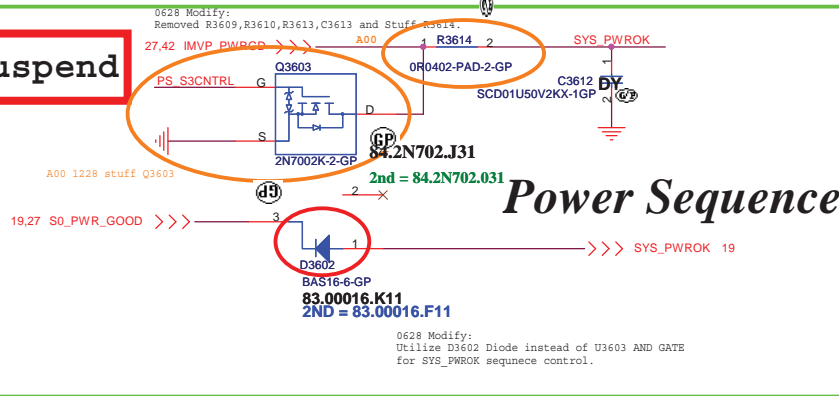 0628 Modify:
Removed R3609,R3610,R3613,C3613 and Stuff R3614.
27,42 IMVP_PWRGD
A00
1 R3614 2
SYS_PWROK
uspend
0R0402-PAD-2-GP
Q3603
PS_S3CNTRL
G
D
S
C3612
1
DY
2
SCD01U50V2KX-1GP
2N7002K-2-GP
GP
84.2N702.J31
2nd = 84.2N702.031
A00 1228 stuff Q3603
GP
2
Power Sequence
19,27 S0_PWR_GOOD
3
1
SYS_PWROK 19
D3602
BAS16-6-GP
83.00016.K11
2ND = 83.00016.F11
0628 Modify:
Utilize D3602 Diode instead of U3603 AND GATE
for SYS_PWROK sequnece control.